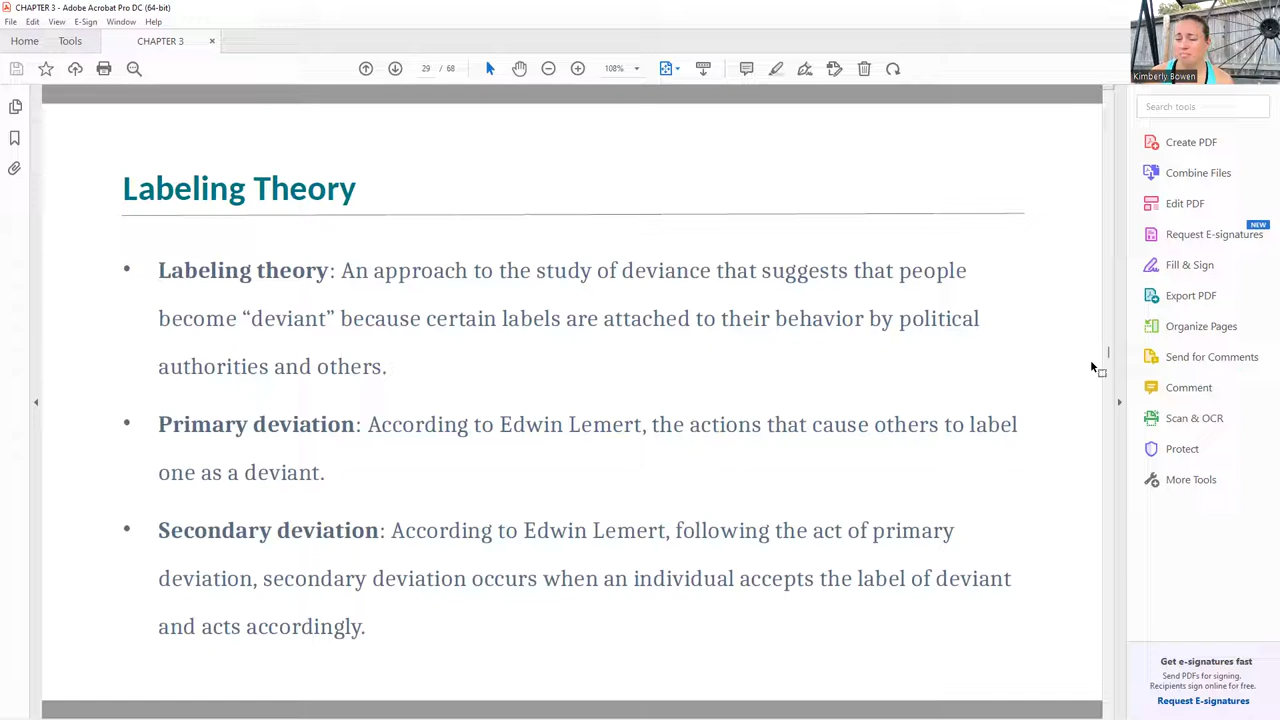 CHAPTER 3 - Adobe Acrobat Pro DC (64-bit)
File Edit View E-Sign Window Help
Home Tools CHAPTER 3 ×
29 / 68 108%
Kimberly Bowen
Search tools
Create PDF
Combine Files
Edit PDF
NEW
Request E-signatures
Fill & Sign
Export PDF
Organize Pages
Send for Comments
Comment
Scan & OCR
Protect
More Tools
Get e-signatures fast
Send PDFs for signing.
Recipients sign online for free.
Request E-signatures
Labeling Theory
• Labeling theory: An approach to the study of deviance that suggests that people
become “deviant” because certain labels are attached to their behavior by political
authorities and others.
• Primary deviation: According to Edwin Lemert, the actions that cause others to label
one as a deviant.
• Secondary deviation: According to Edwin Lemert, following the act of primary
deviation, secondary deviation occurs when an individual accepts the label of deviant
and acts accordingly.